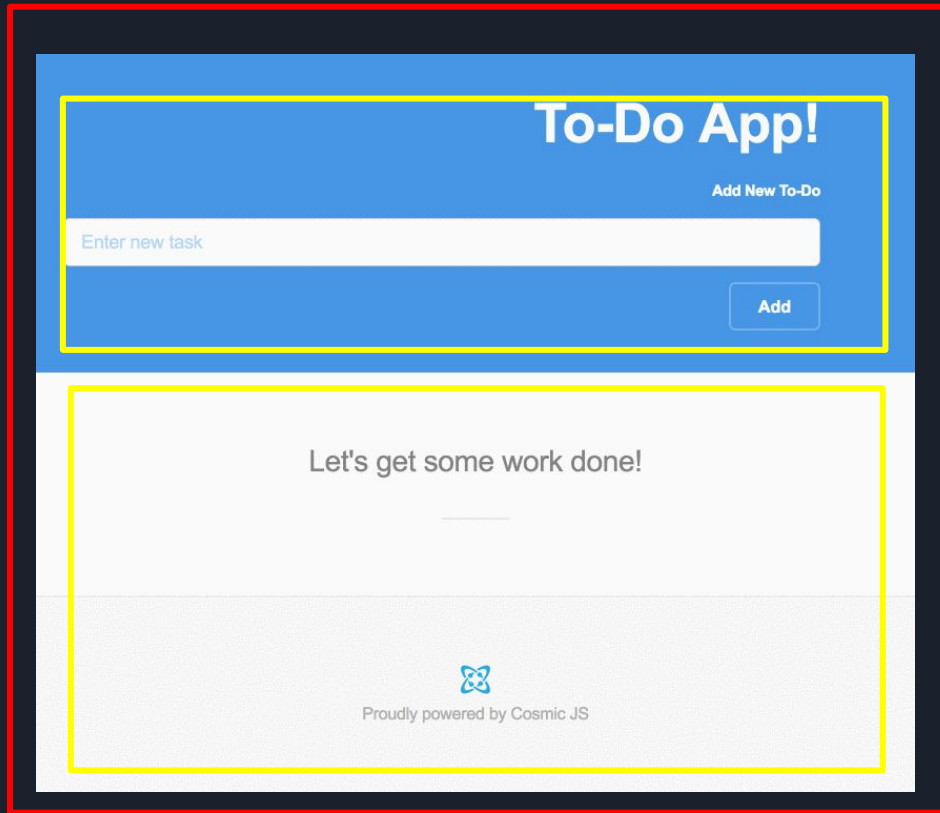 To-Do App!
Add New To-Do
Enter new task
Add
Let's get some work done!
Proudly powered by Cosmic JS